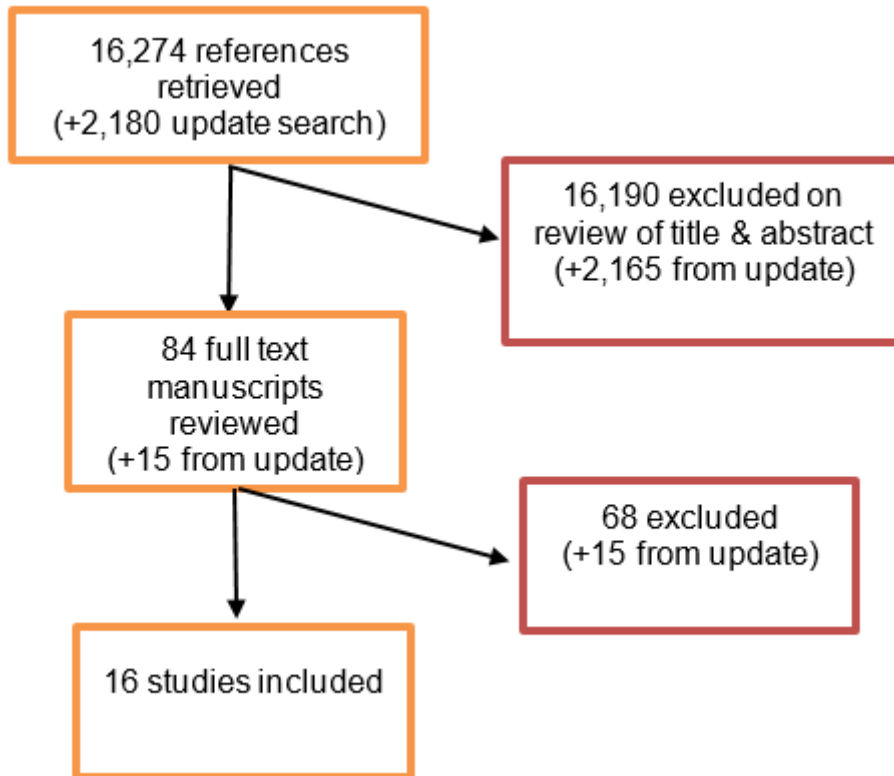 16,274 references
retrieved
(+2,180 update search)
16,190 excluded on
review of title & abstract
(+2,165 from update)
84 full text
manuscripts
reviewed
(+15 from update)
68 excluded
(+15 from update)
16 studies included